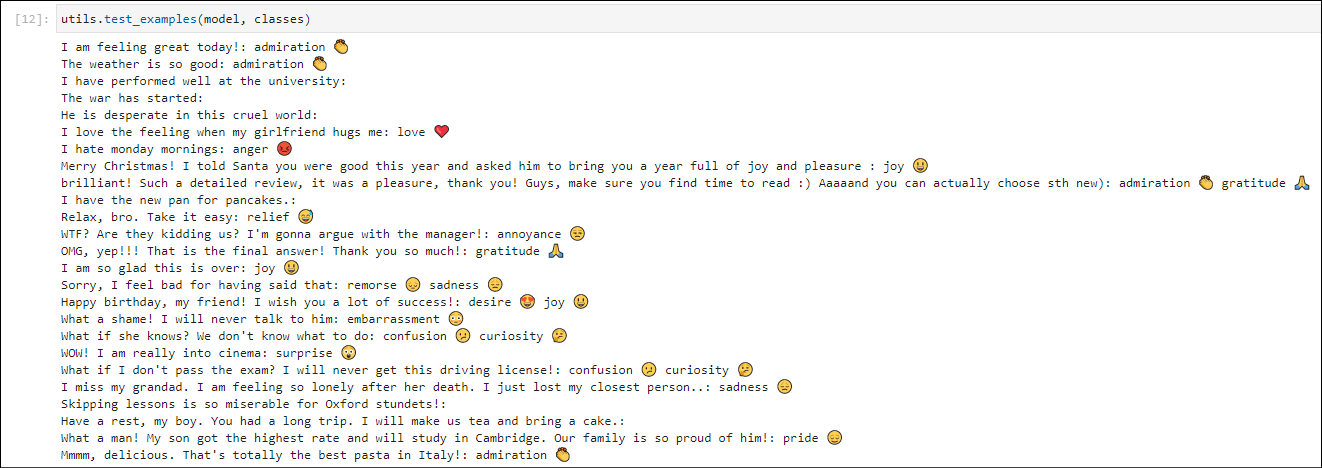 [12]: utils.test_examples(model, classes)
I am feeling great today!: admiration 👏
The weather is so good: admiration 👏
I have performed well at the university:
The war has started:
He is desperate in this cruel world:
I love the feeling when my girlfriend hugs me: love ❤️
I hate monday mornings: anger 😡
Merry Christmas! I told Santa you were good this year and asked him to bring you a year full of joy and pleasure : joy 😃
brilliant! Such a detailed review, it was a pleasure, thank you! Guys, make sure you find time to read :) Aaaaand you can actually choose sth new): admiration 👏 gratitude 🙏
I have the new pan for pancakes.:
Relax, bro. Take it easy: relief 😅
WTF? Are they kidding us? I'm gonna argue with the manager!: annoyance 😒
OMG, yep!!! That is the final answer! Thank you so much!: gratitude 🙏
I am so glad this is over: joy 😃
Sorry, I feel bad for having said that: remorse 😞 sadness 😞
Happy birthday, my friend! I wish you a lot of success!: desire 😍 joy 😃
What a shame! I will never talk to him: embarrassment 😳
What if she knows? We don't know what to do: confusion 😕 curiosity 🤔
WOW! I am really into cinema: surprise 😲
What if I don't pass the exam? I will never get this driving license!: confusion 😕 curiosity 🤔
I miss my grandad. I am feeling so lonely after her death. I just lost my closest person..: sadness 😞
Skipping lessons is so miserable for Oxford stundets!:
Have a rest, my boy. You had a long trip. I will make us tea and bring a cake.:
What a man! My son got the highest rate and will study in Cambridge. Our family is so proud of him!: pride 😌
Mmmm, delicious. That's totally the best pasta in Italy!: admiration 👏